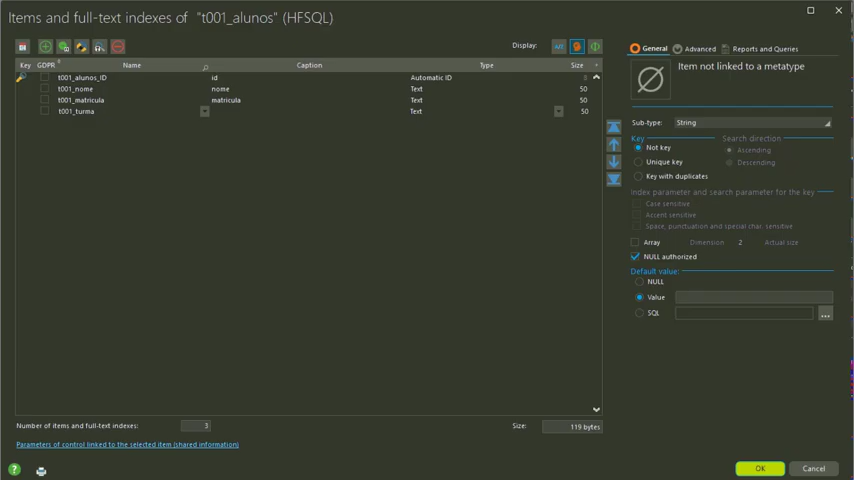 Items and full-text indexes of "t001_alunos" (HFSQL)
Display:
Key GDPR Name Caption Type Size
t001_alunos_ID id Automatic ID 8
t001_nome nome Text 50
t001_matricula matricula Text 50
t001_turma Text 50
Number of items and full-text indexes: 3
Size: 119 bytes
Parameters of control linked to the selected item (shared information)
General Advanced Reports and Queries
Item not linked to a metatype
Sub-type: String
Key Search direction
Not key Ascending
Unique key Descending
Key with duplicates
Index parameter and search parameter for the key
Case sensitive
Accent sensitive
Space, punctuation and special char. sensitive
Array Dimension 2 Actual size
NULL authorized
Default value:
NULL
Value
SQL ...
OK Cancel